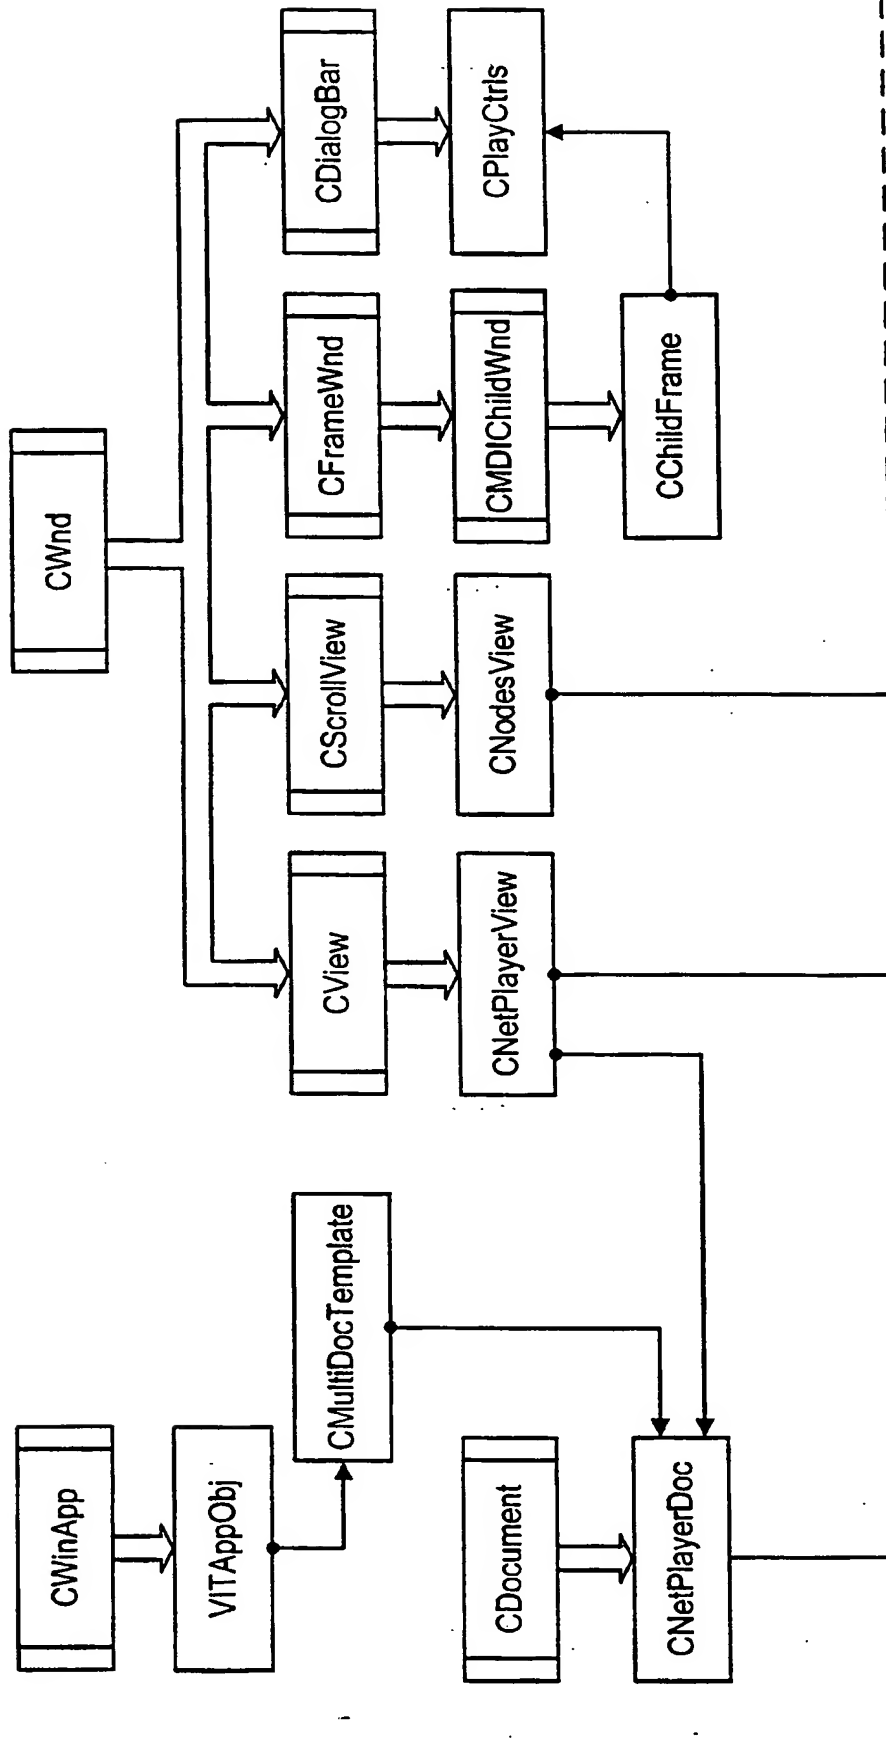 CWinApp
VITAppObj
CMultiDocTemplate
CDocument
CNetPlayerDoc
CWnd
CView
CNetPlayerView
CScrollView
CNodesView
CFrameWnd
CMDIChildWnd
CChildFrame
CDialogBar
CPlayCtrls